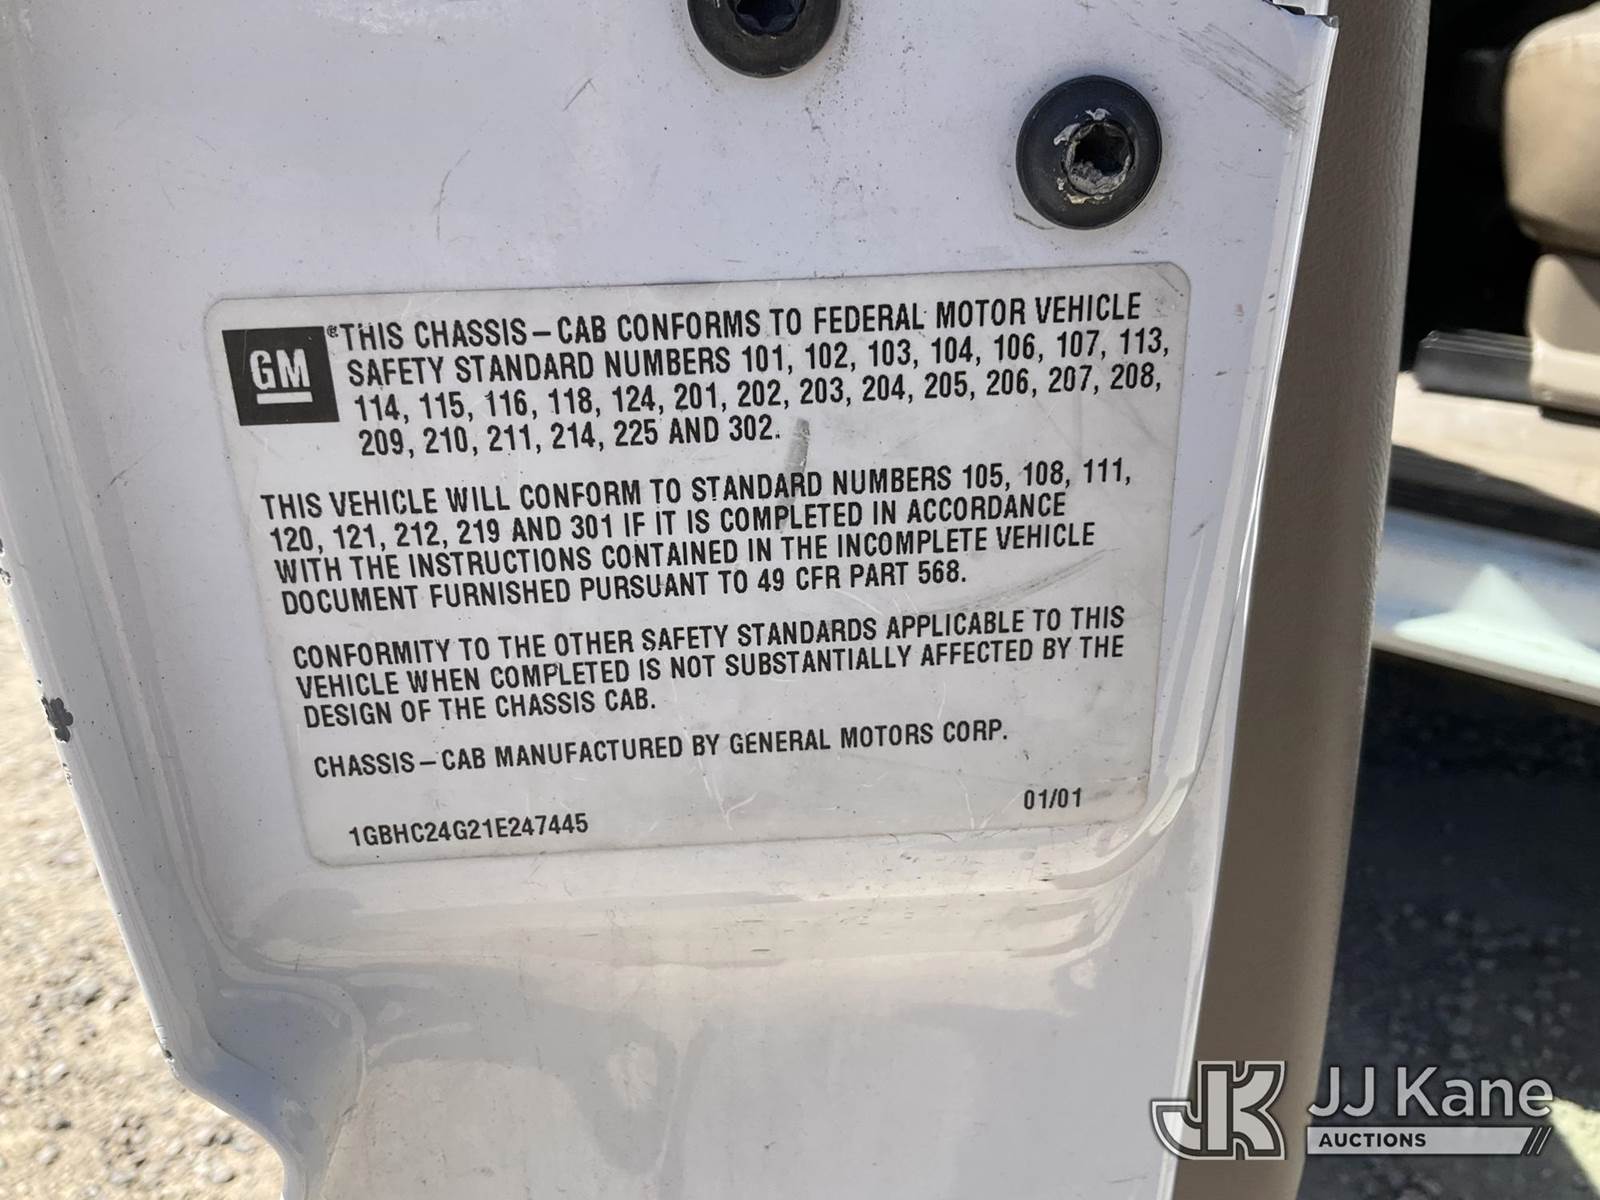 GM
®THIS CHASSIS–CAB CONFORMS TO FEDERAL MOTOR VEHICLE
SAFETY STANDARD NUMBERS 101, 102, 103, 104, 106, 107, 113,
114, 115, 116, 118, 124, 201, 202, 203, 204, 205, 206, 207, 208,
209, 210, 211, 214, 225 AND 302.
THIS VEHICLE WILL CONFORM TO STANDARD NUMBERS 105, 108, 111,
120, 121, 212, 219 AND 301 IF IT IS COMPLETED IN ACCORDANCE
WITH THE INSTRUCTIONS CONTAINED IN THE INCOMPLETE VEHICLE
DOCUMENT FURNISHED PURSUANT TO 49 CFR PART 568.
CONFORMITY TO THE OTHER SAFETY STANDARDS APPLICABLE TO THIS
VEHICLE WHEN COMPLETED IS NOT SUBSTANTIALLY AFFECTED BY THE
DESIGN OF THE CHASSIS CAB.
CHASSIS–CAB MANUFACTURED BY GENERAL MOTORS CORP.
01/01
1GBHC24G21E247445
JK JJ Kane
AUCTIONS